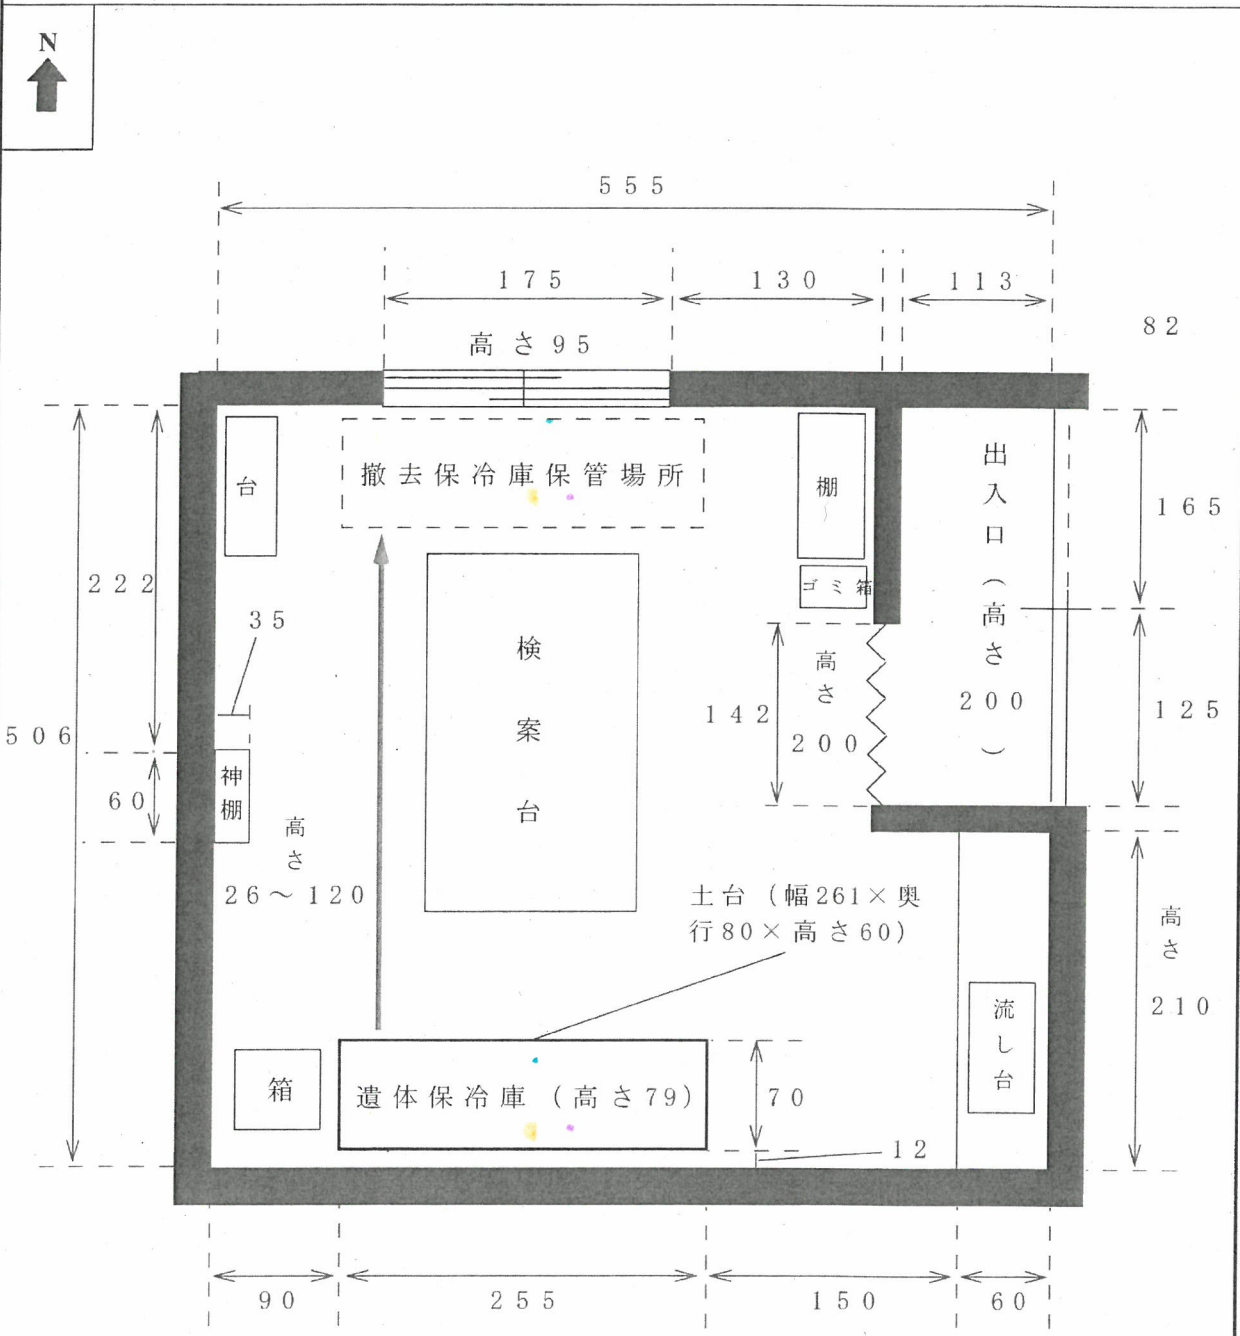 N
555
175
130
113
82
高さ95
台
撤去保冷庫保管場所
棚
ゴミ箱
出入口(高さ200)
165
222
35
検案台
高さ200
142
125
506
神棚
60
高さ26～120
土台(幅261×奥
行80×高さ60)
高さ210
流し台
箱
遺体保冷庫(高さ79)
70
12
90
255
150
60